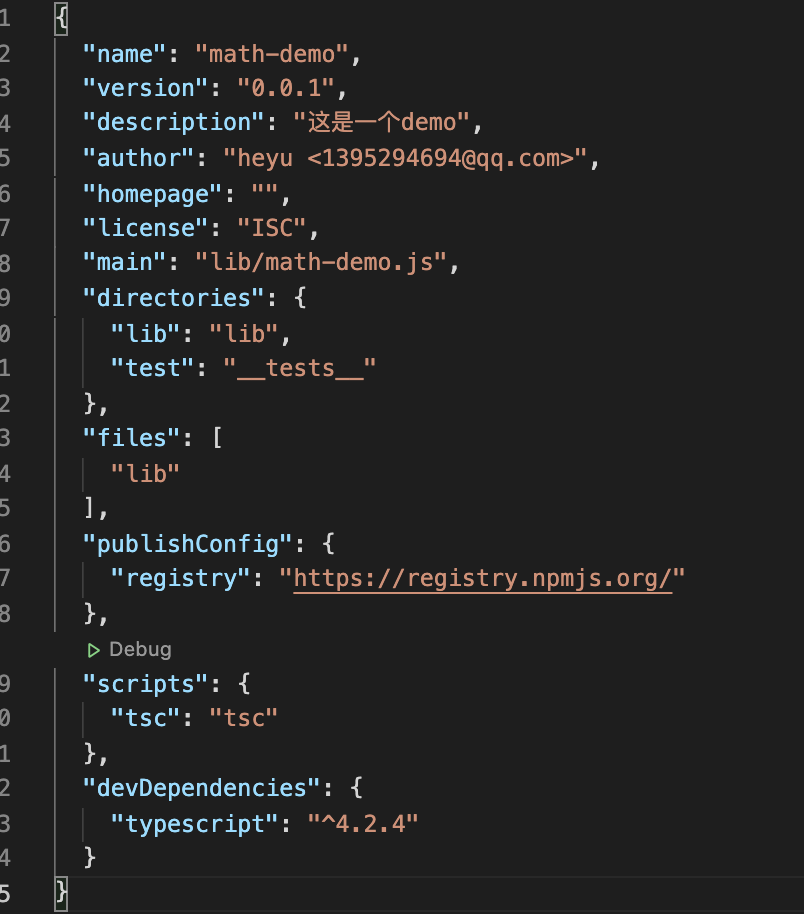 1 {
2 "name": "math-demo",
3 "version": "0.0.1",
4 "description": "这是一个demo",
5 "author": "heyu <1395294694@qq.com>",
6 "homepage": "",
7 "license": "ISC",
8 "main": "lib/math-demo.js",
9 "directories": {
0 "lib": "lib",
1 "test": "__tests__"
2 },
3 "files": [
4 "lib"
5 ],
6 "publishConfig": {
7 "registry": "https://registry.npmjs.org/"
8 },
Debug
9 "scripts": {
0 "tsc": "tsc"
1 },
2 "devDependencies": {
3 "typescript": "^4.2.4"
4 }
5 }